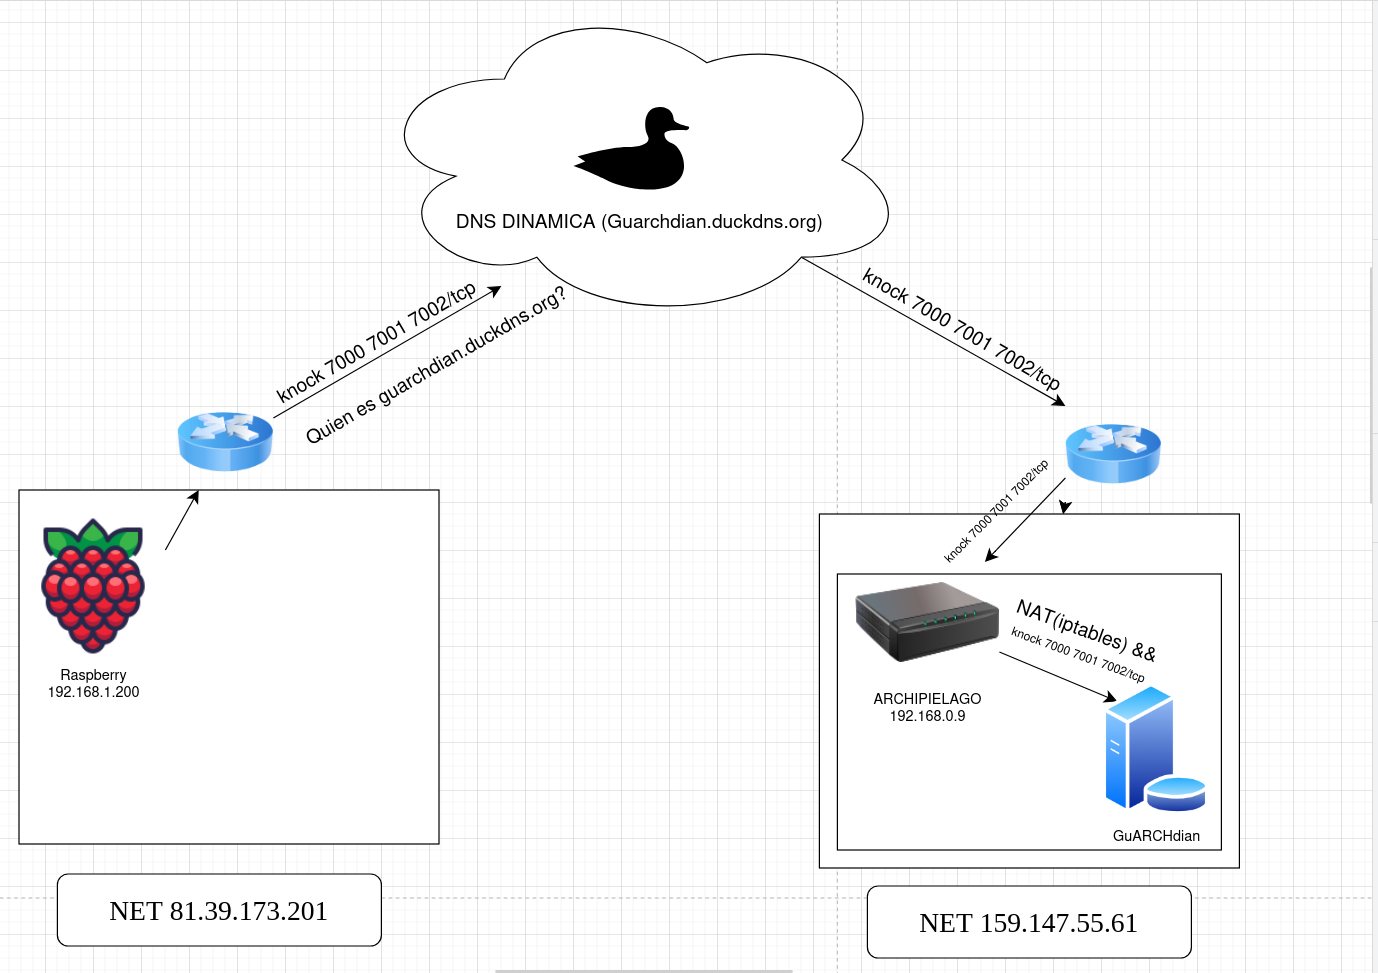 DNS DINAMICA (Guarchdian.duckdns.org)
knock 7000 7001 7002/tcp
Quien es guarchdian.duckdns.org?
knock 7000 7001 7002/tcp
knock 7000 7001 7002/tcp
Raspberry
192.168.1.200
NAT(iptables) &&
knock 7000 7001 7002/tcp
ARCHIPIELAGO
192.168.0.9
GuARCHdian
NET 81.39.173.201
NET 159.147.55.61